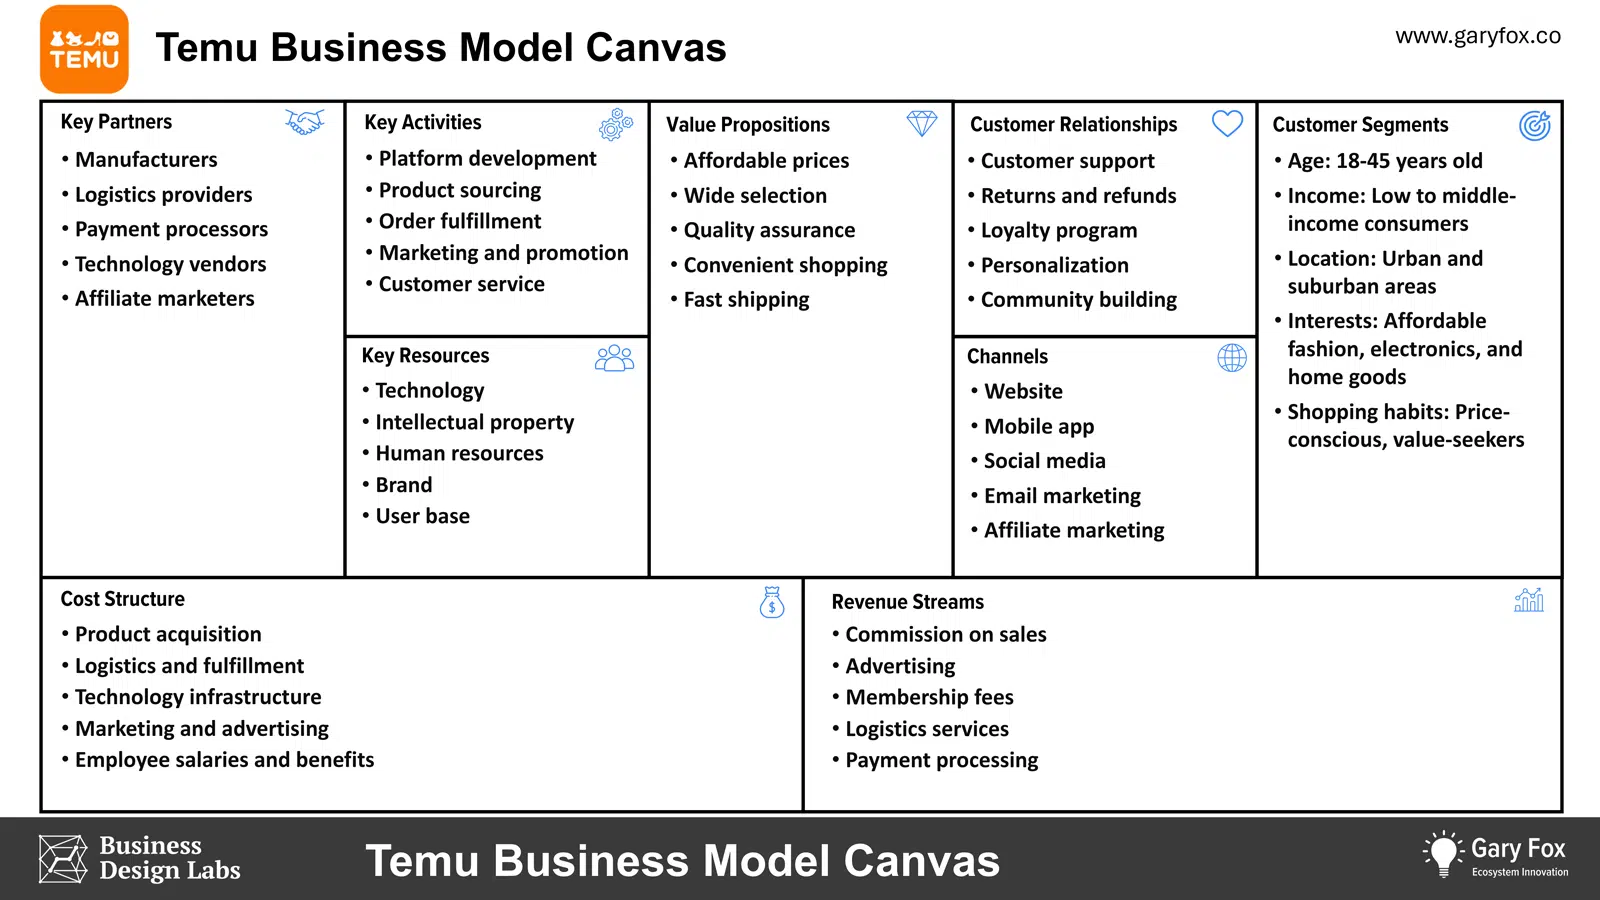 TEMU
Temu Business Model Canvas
www.garyfox.co
Key Partners
• Manufacturers
• Logistics providers
• Payment processors
• Technology vendors
• Affiliate marketers
Key Activities
• Platform development
• Product sourcing
• Order fulfillment
• Marketing and promotion
• Customer service
Key Resources
• Technology
• Intellectual property
• Human resources
• Brand
• User base
Value Propositions
• Affordable prices
• Wide selection
• Quality assurance
• Convenient shopping
• Fast shipping
Customer Relationships
• Customer support
• Returns and refunds
• Loyalty program
• Personalization
• Community building
Channels
• Website
• Mobile app
• Social media
• Email marketing
• Affiliate marketing
Customer Segments
• Age: 18-45 years old
• Income: Low to middle-
income consumers
• Location: Urban and
suburban areas
• Interests: Affordable
fashion, electronics, and
home goods
• Shopping habits: Price-
conscious, value-seekers
Cost Structure
$
• Product acquisition
• Logistics and fulfillment
• Technology infrastructure
• Marketing and advertising
• Employee salaries and benefits
Revenue Streams
• Commission on sales
• Advertising
• Membership fees
• Logistics services
• Payment processing
Business
Design Labs
Temu Business Model Canvas
Gary Fox
Ecosystem Innovation